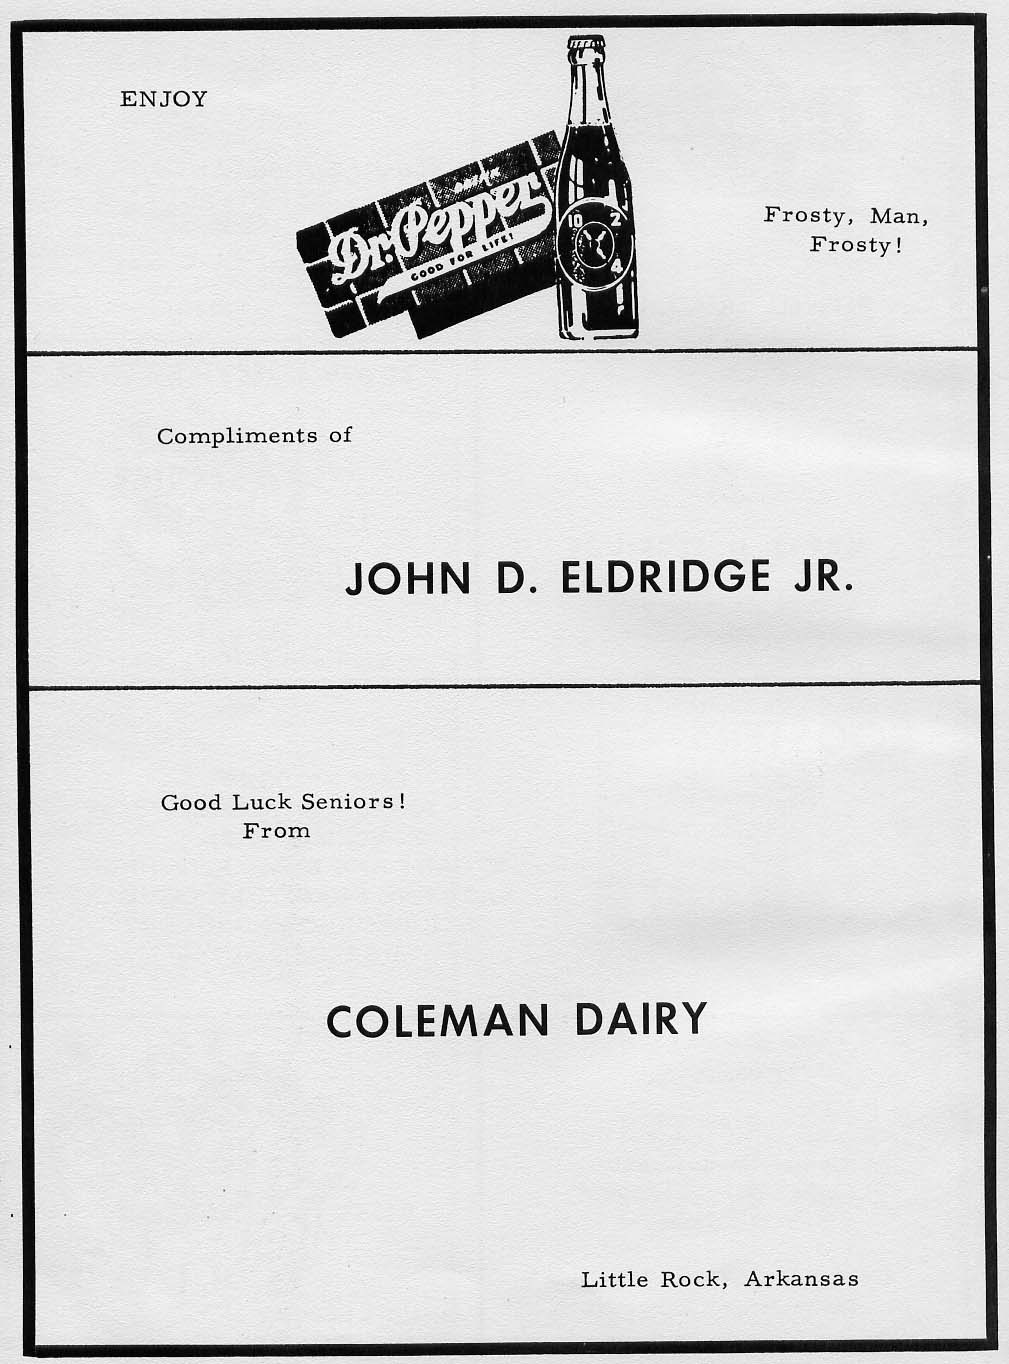 ENJOY
DRINK
Dr. Pepper
GOOD FOR LIFE!
10 2
4
Frosty, Man,
Frosty!
Compliments of
JOHN D. ELDRIDGE JR.
Good Luck Seniors!
From
COLEMAN DAIRY
Little Rock, Arkansas